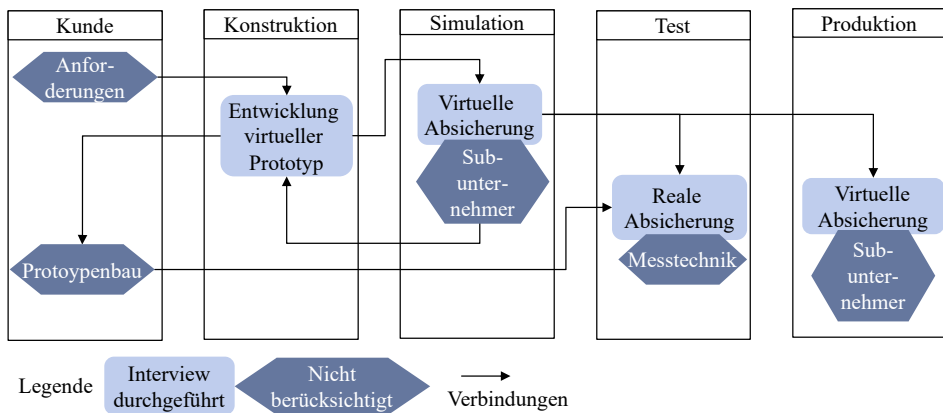 Kunde
Konstruktion
Simulation
Test
Produktion
Anfor-
derungen
Entwicklung
virtueller
Prototyp
Virtuelle
Absicherung
Sub-
unter-
nehmer
Reale
Absicherung
Messtechnik
Virtuelle
Absicherung
Sub-
unter-
nehmer
Protoypenbau
Legende
Interview
durchgeführt
Nicht
berücksichtigt
Verbindungen